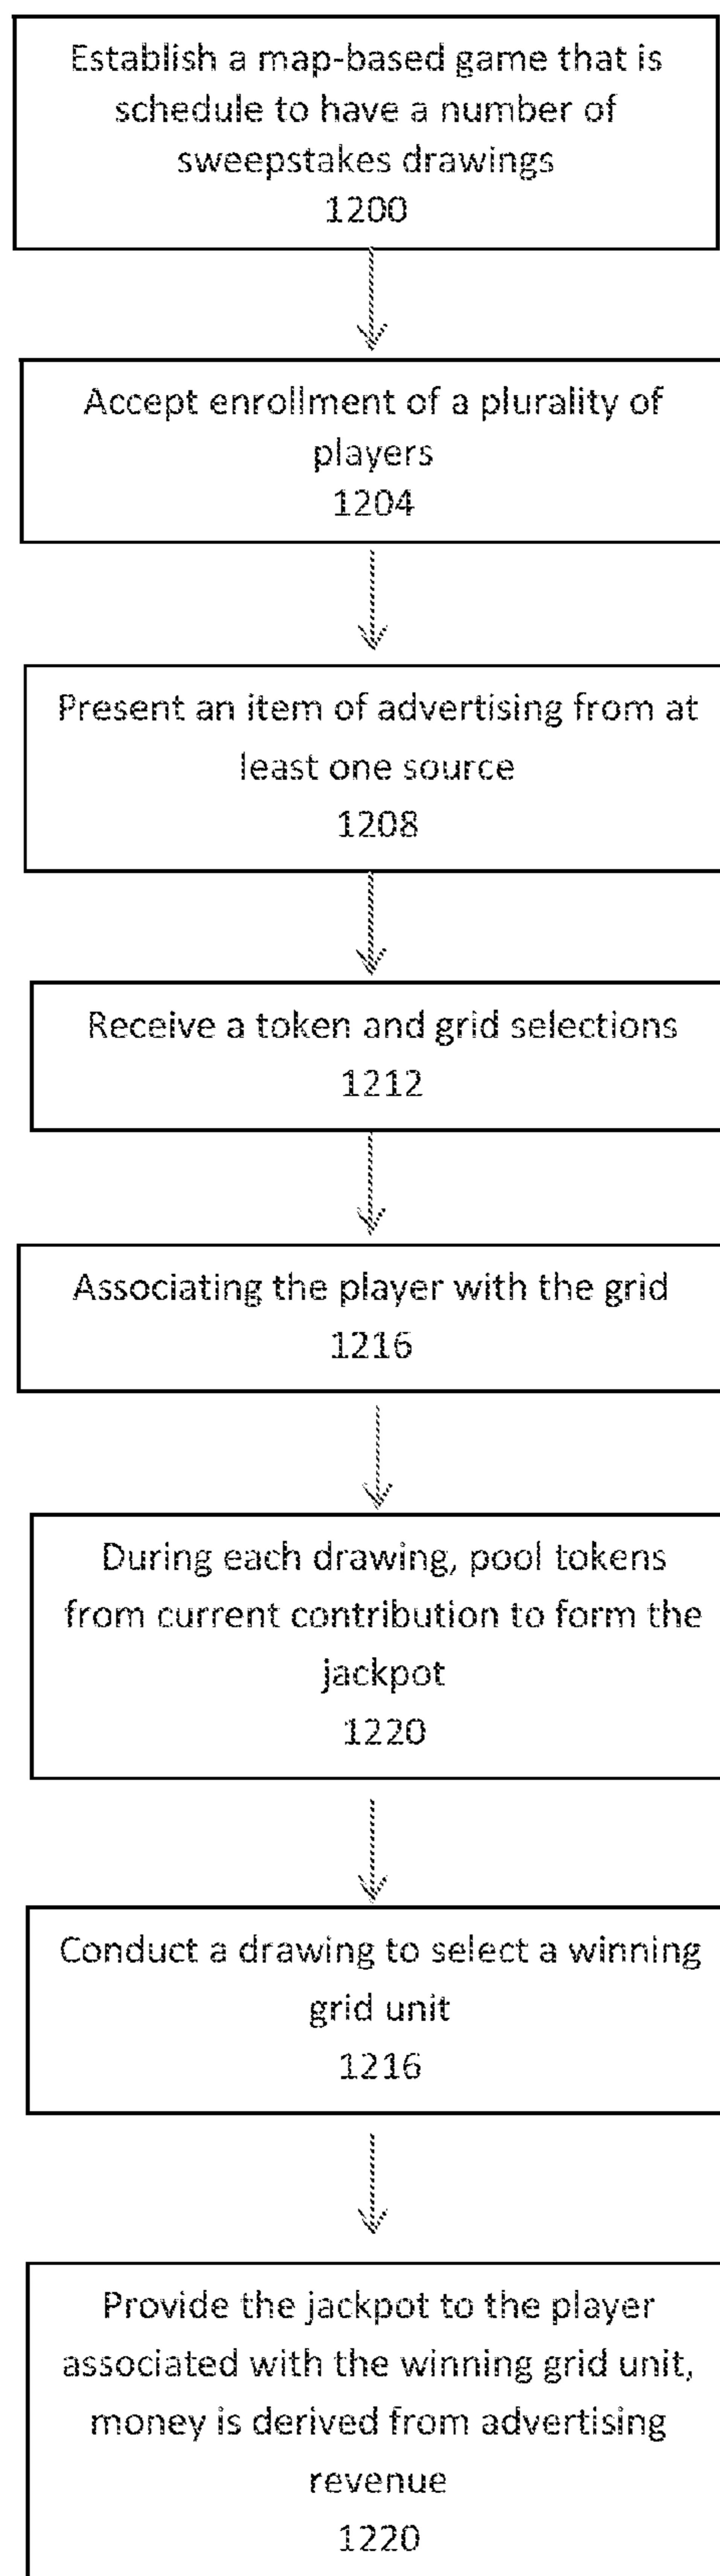 Establish a map-based game that is
schedule to have a number of
sweepstakes drawings
1200
Accept enrollment of a plurality of
players
1204
Present an item of advertising from at
least one source
1208
Receive a token and grid selections
1212
Associating the player with the grid
1216
During each drawing, pool tokens
from current contribution to form the
jackpot
1220
Conduct a drawing to select a winning
grid unit
1216
Provide the jackpot to the player
associated with the winning grid unit,
money is derived from advertising
revenue
1220